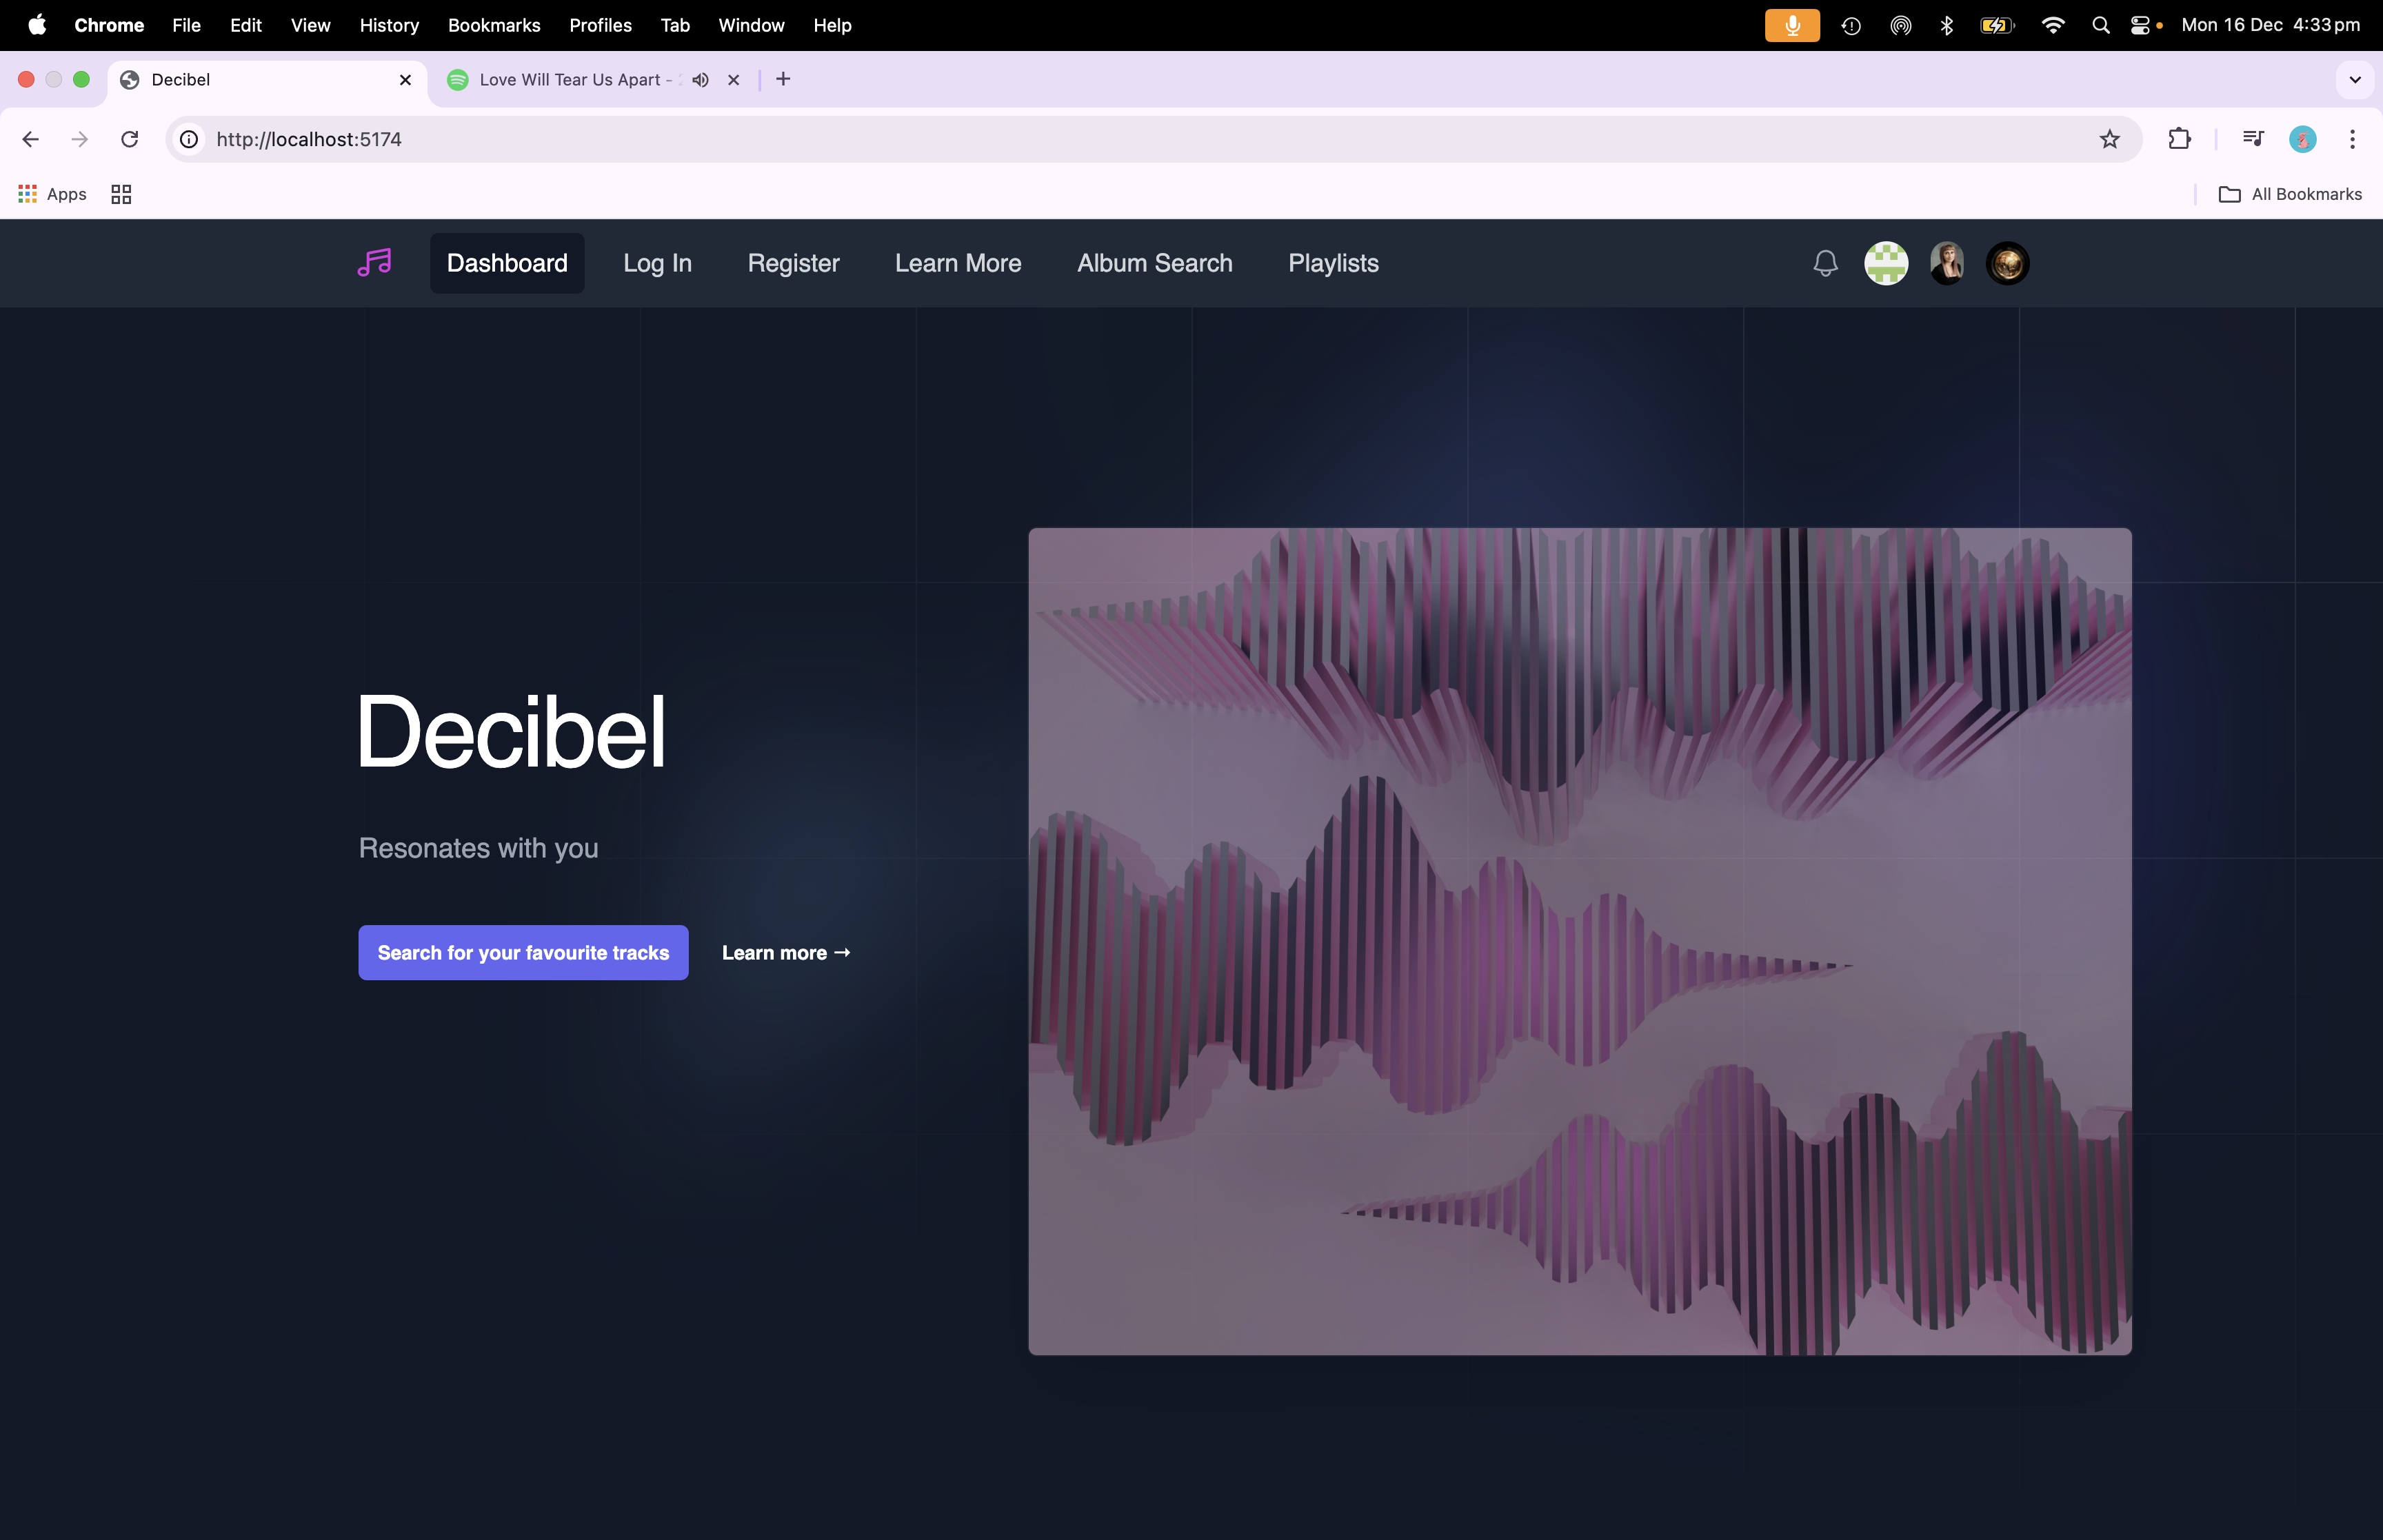 Chrome File Edit View History Bookmarks Profiles Tab Window Help Mon 16 Dec 4:33 pm
Decibel Love Will Tear Us Apart -
http://localhost:5174
Apps All Bookmarks
Dashboard Log In Register Learn More Album Search Playlists
Decibel
Resonates with you
Search for your favourite tracks Learn more →